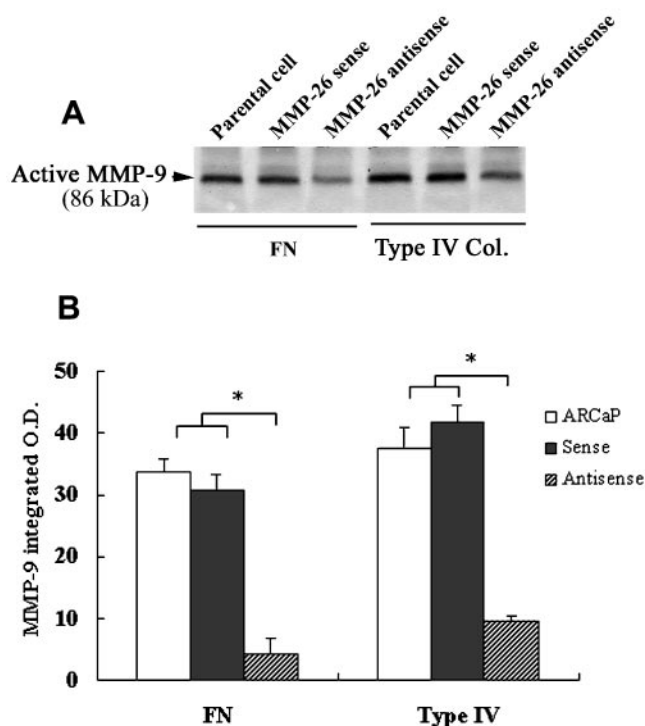 A
Parental cell
MMP-26 sense
MMP-26 antisense
Parental cell
MMP-26 sense
MMP-26 antisense
Active MMP-9
(86 kDa)
FN
Type IV Col.
B
MMP-9 integrated O.D.
50
40
30
20
10
0
*
*
ARCaP
Sense
Antisense
FN
Type IV